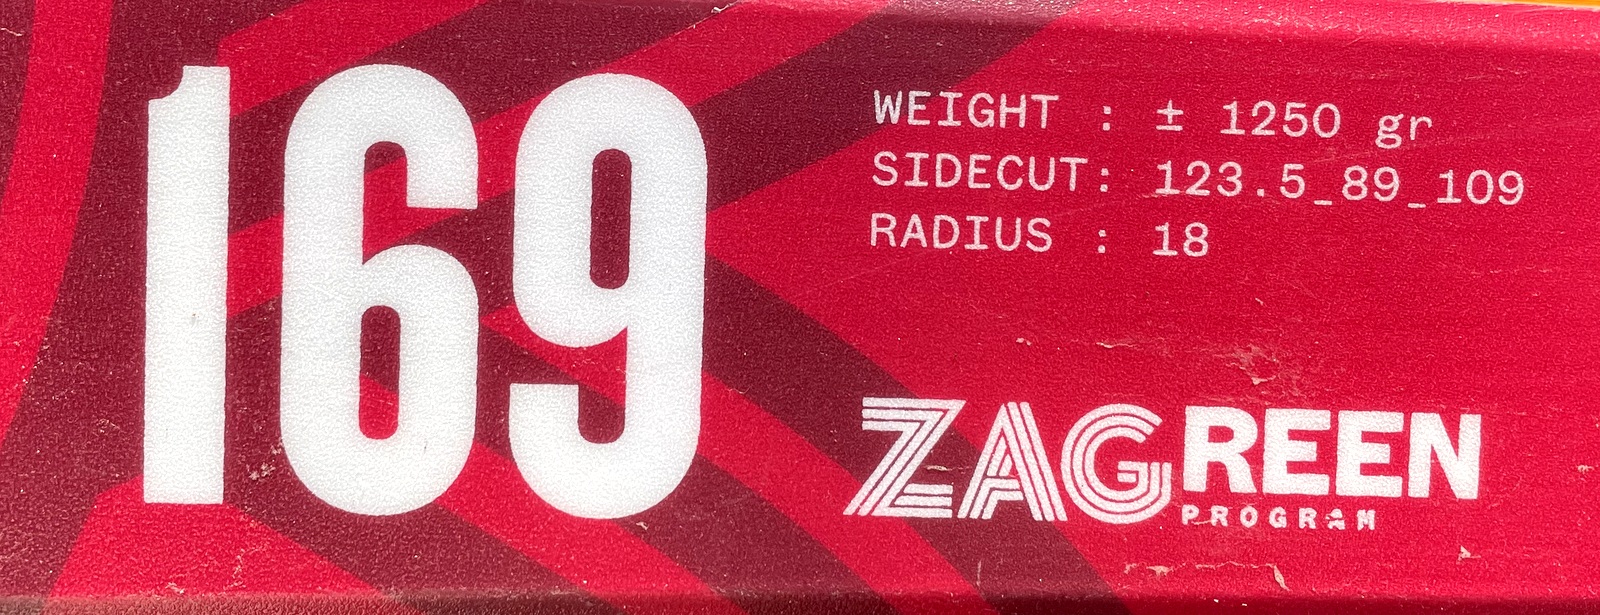 169
WEIGHT : ± 1250 gr
SIDECUT: 123.5_89_109
RADIUS : 18
ZAGREEN
PROGRAM